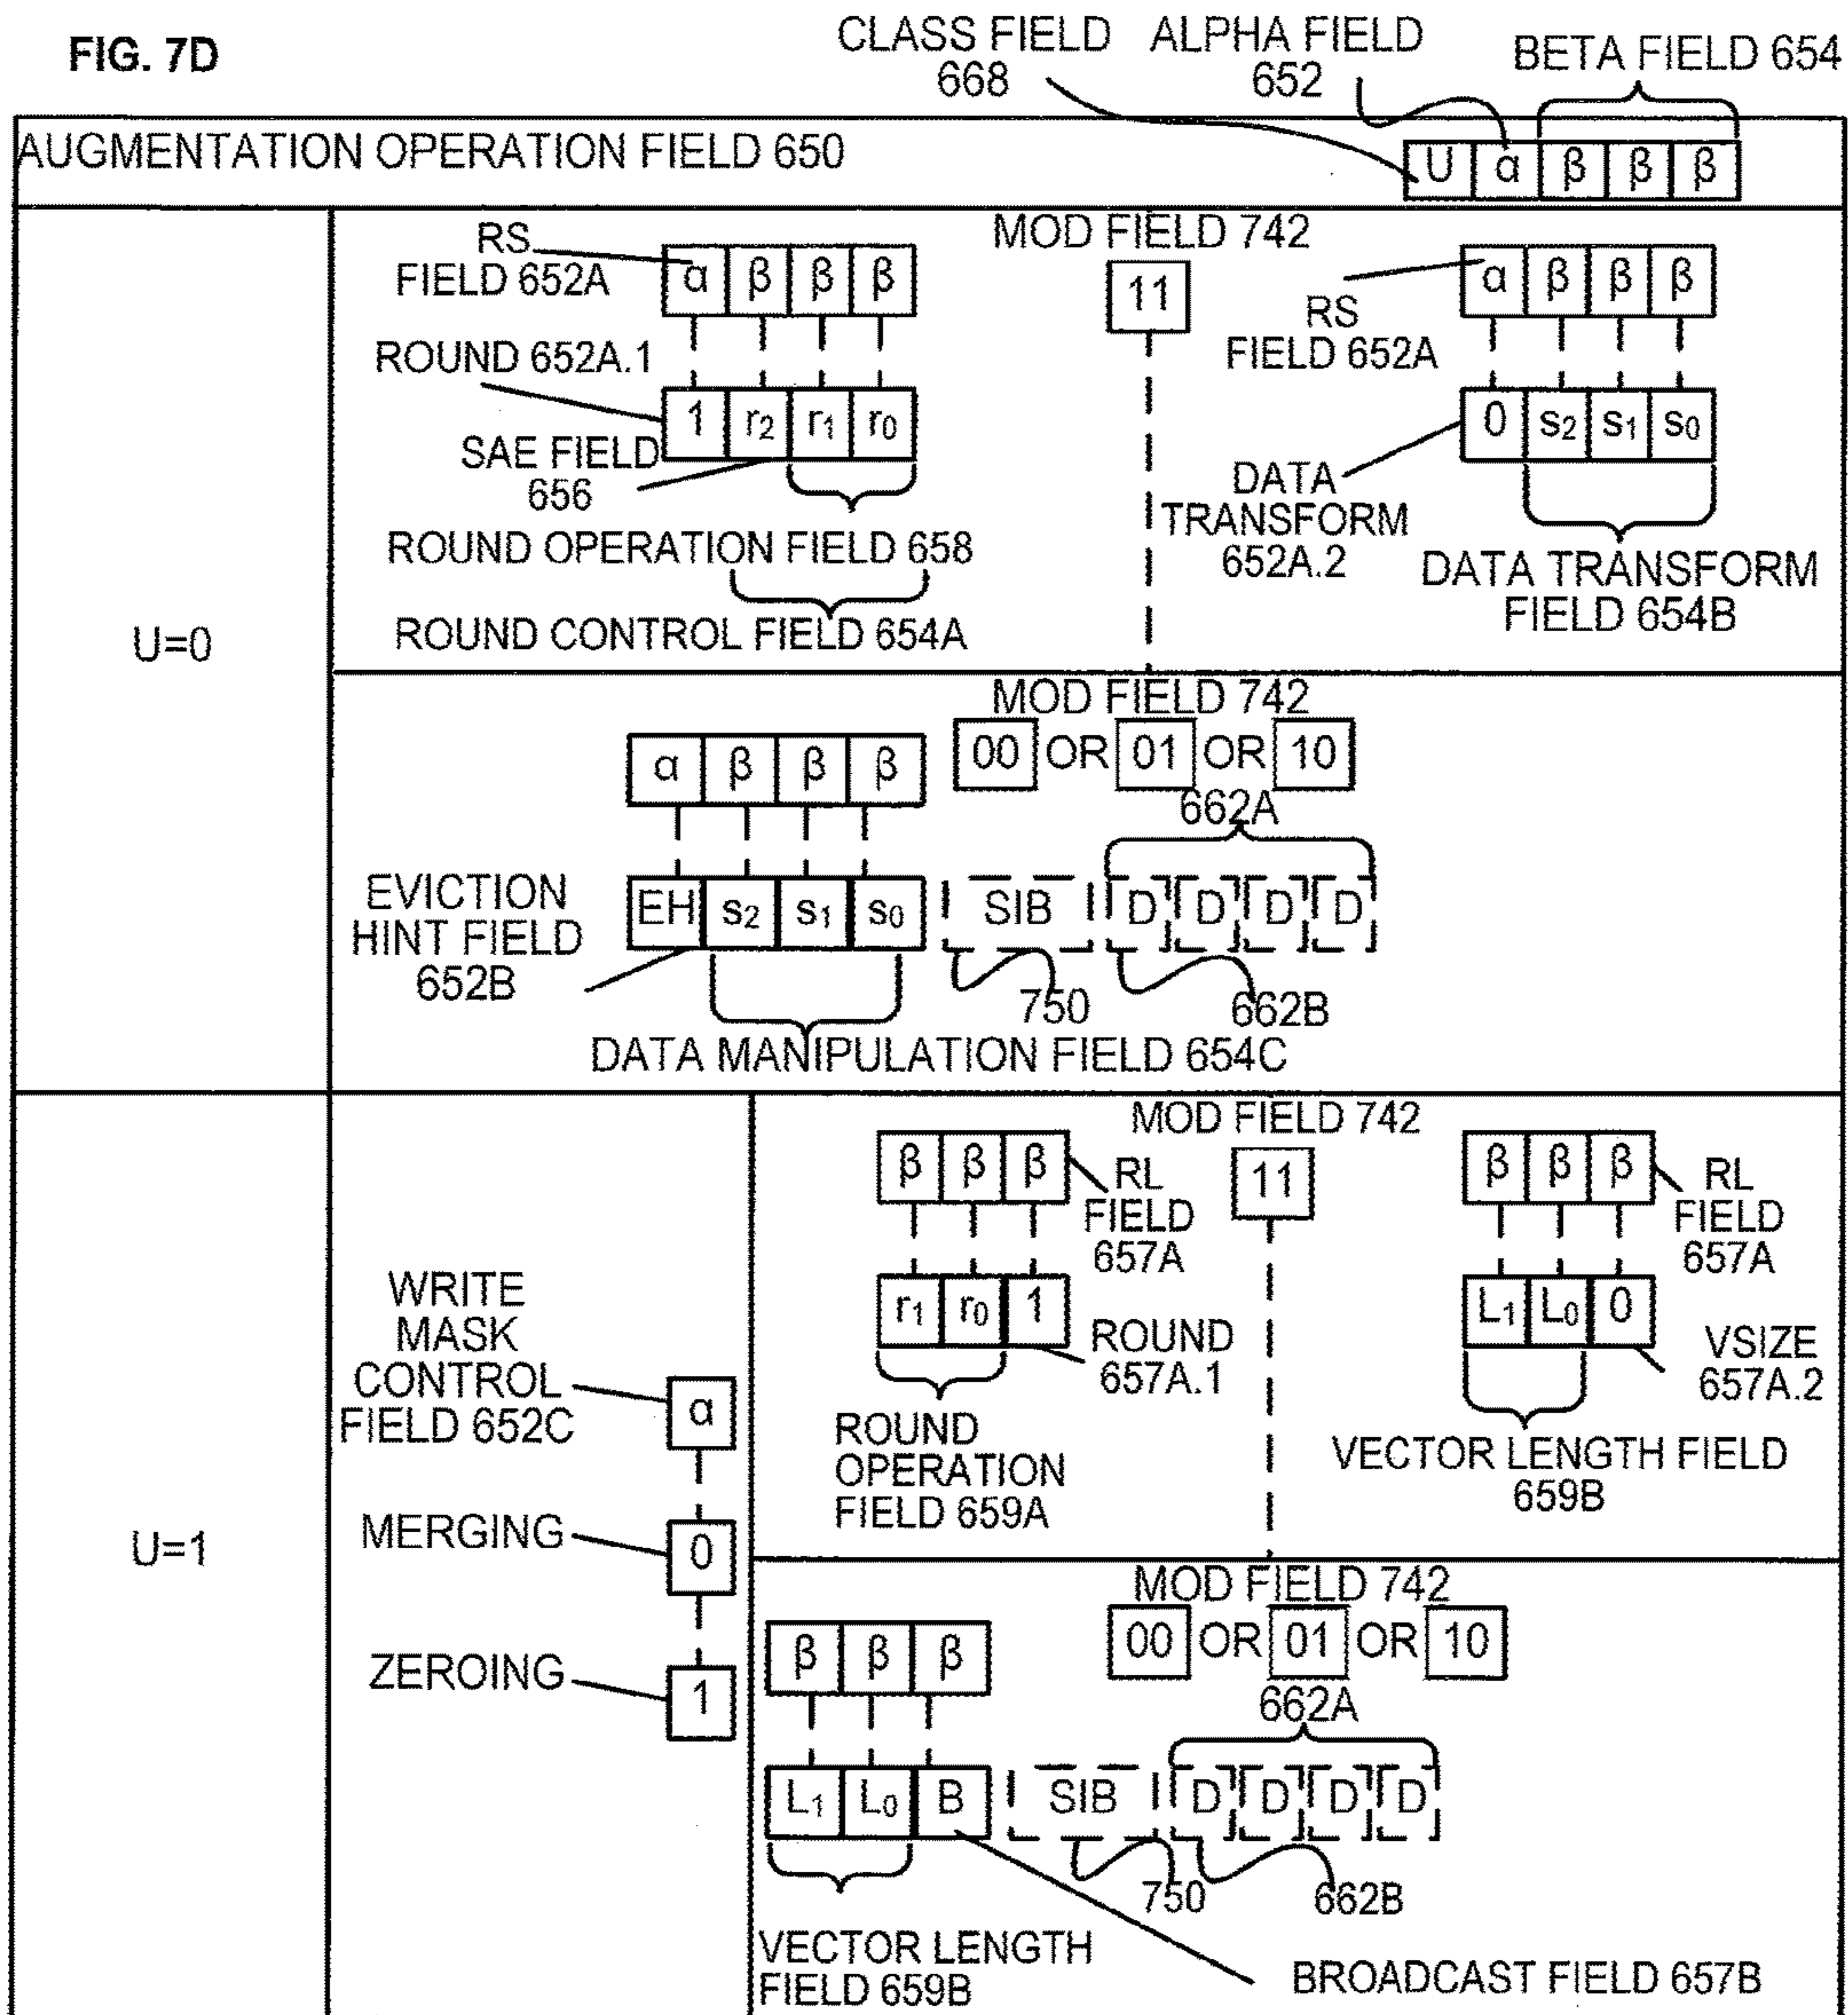 FIG. 7D
CLASS FIELD
668
ALPHA FIELD
652
BETA FIELD 654
AUGMENTATION OPERATION FIELD 650
U α β β β
U=0
MOD FIELD 742
11
RS
FIELD 652A
α β β β
ROUND 652A.1
1 r₂ r₁ r₀
SAE FIELD
656
ROUND OPERATION FIELD 658
ROUND CONTROL FIELD 654A
α β β β
RS
FIELD 652A
0 s₂ s₁ s₀
DATA
TRANSFORM
652A.2
DATA TRANSFORM
FIELD 654B
MOD FIELD 742
00 OR 01 OR 10
α β β β
662A
EVICTION
HINT FIELD
652B
EH s₂ s₁ s₀ SIB D D D D
750
662B
DATA MANIPULATION FIELD 654C
U=1
WRITE
MASK
CONTROL
FIELD 652C
α
MERGING
0
ZEROING
1
MOD FIELD 742
11
β β β
RL
FIELD
657A
r₁ r₀ 1
ROUND
657A.1
ROUND
OPERATION
FIELD 659A
β β β
RL
FIELD
657A
L₁ L₀ 0
VSIZE
657A.2
VECTOR LENGTH FIELD
659B
MOD FIELD 742
00 OR 01 OR 10
β β β
662A
L₁ L₀ B SIB D D D D
750
662B
VECTOR LENGTH
FIELD 659B
BROADCAST FIELD 657B